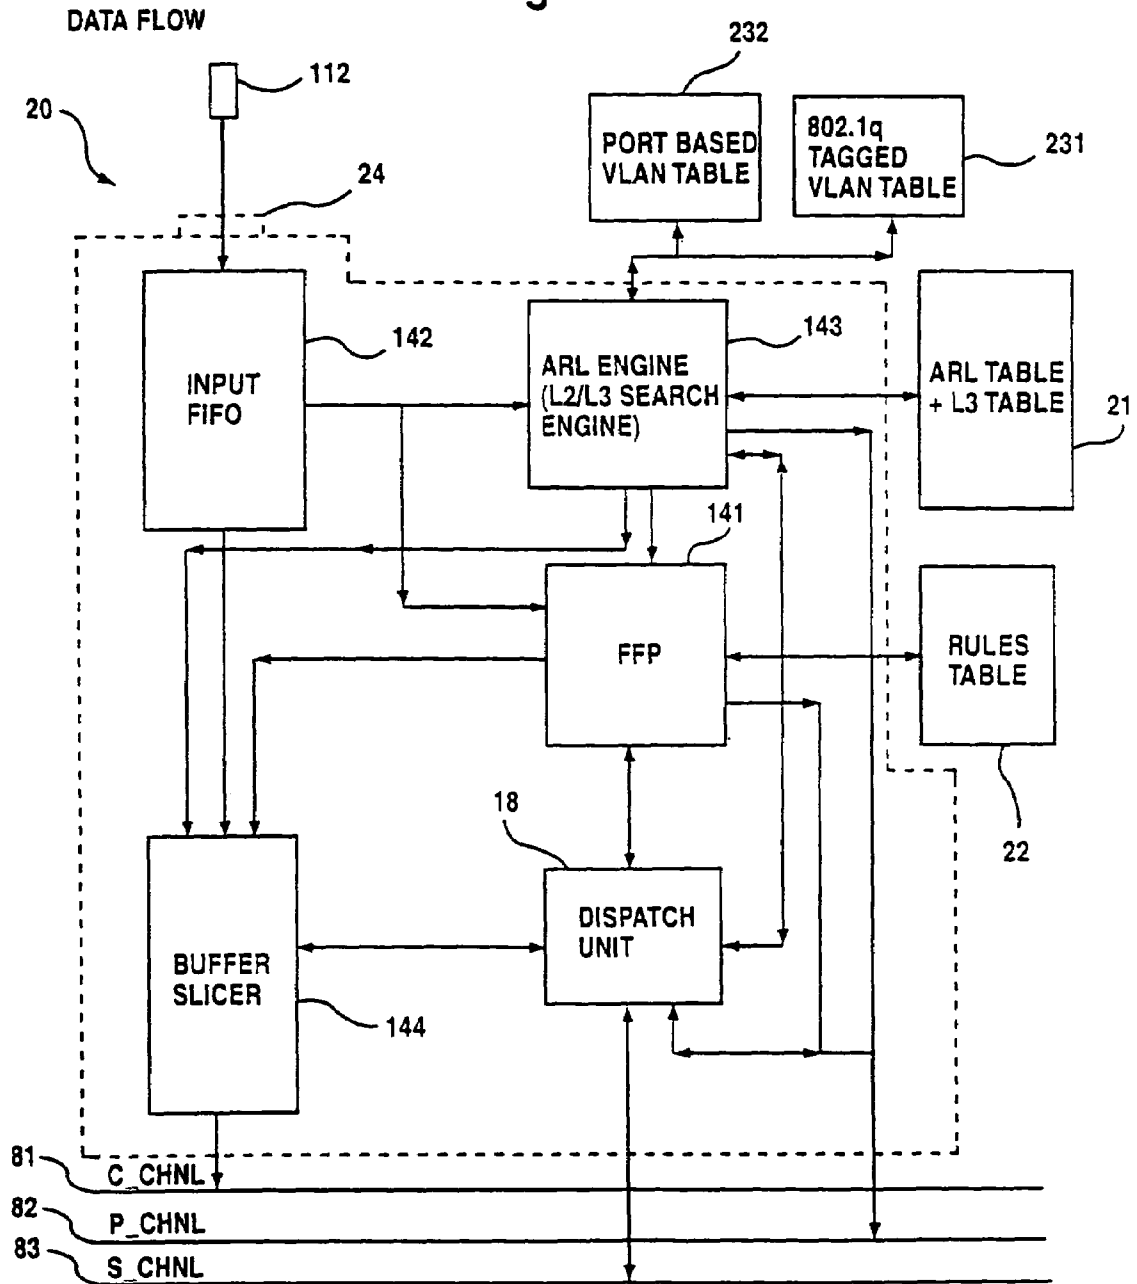 DATA FLOW
112
20
24
232
PORT BASED
VLAN TABLE
802.1q
TAGGED
VLAN TABLE
231
INPUT
FIFO
142
ARL ENGINE
(L2/L3 SEARCH
ENGINE)
143
ARL TABLE
+ L3 TABLE
21
141
FFP
RULES
TABLE
22
18
DISPATCH
UNIT
BUFFER
SLICER
144
81
C_CHNL
82
P_CHNL
83
S_CHNL